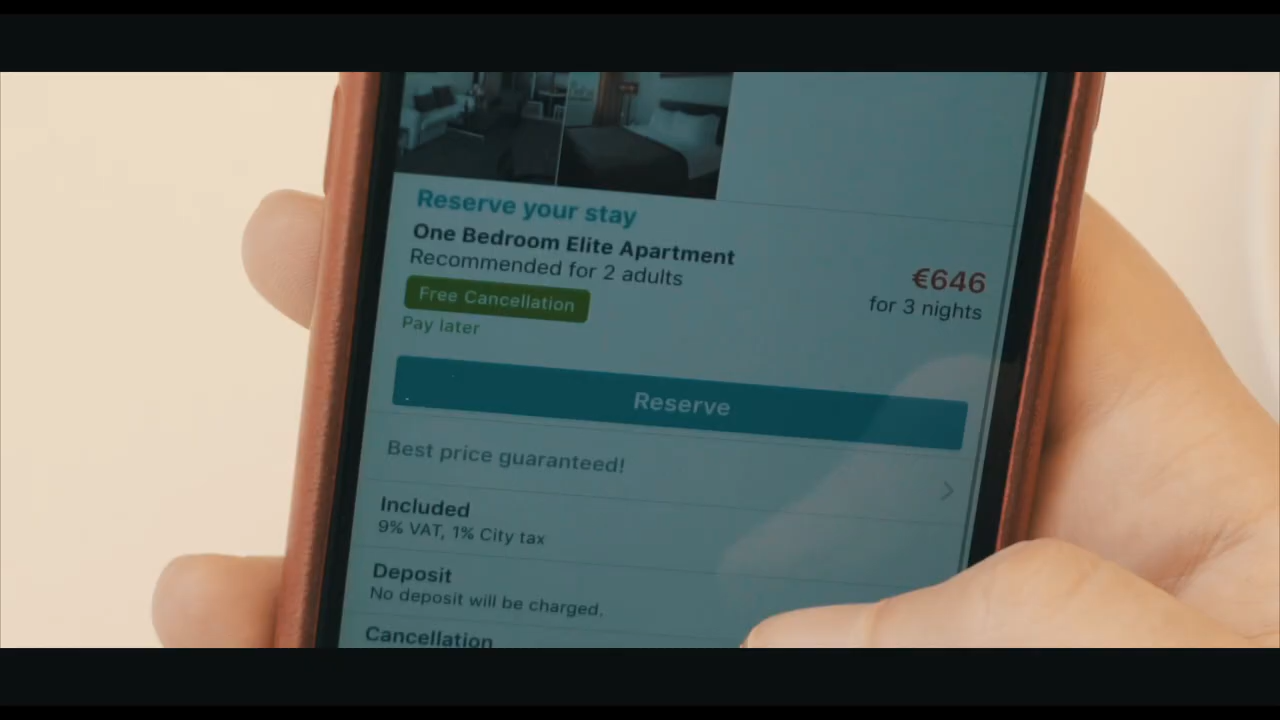 Reserve your stay
One Bedroom Elite Apartment
Recommended for 2 adults
€646
for 3 nights
Free Cancellation
Pay later
Reserve
Best price guaranteed!
Included
9% VAT, 1% City tax
Deposit
No deposit will be charged.
Cancellation